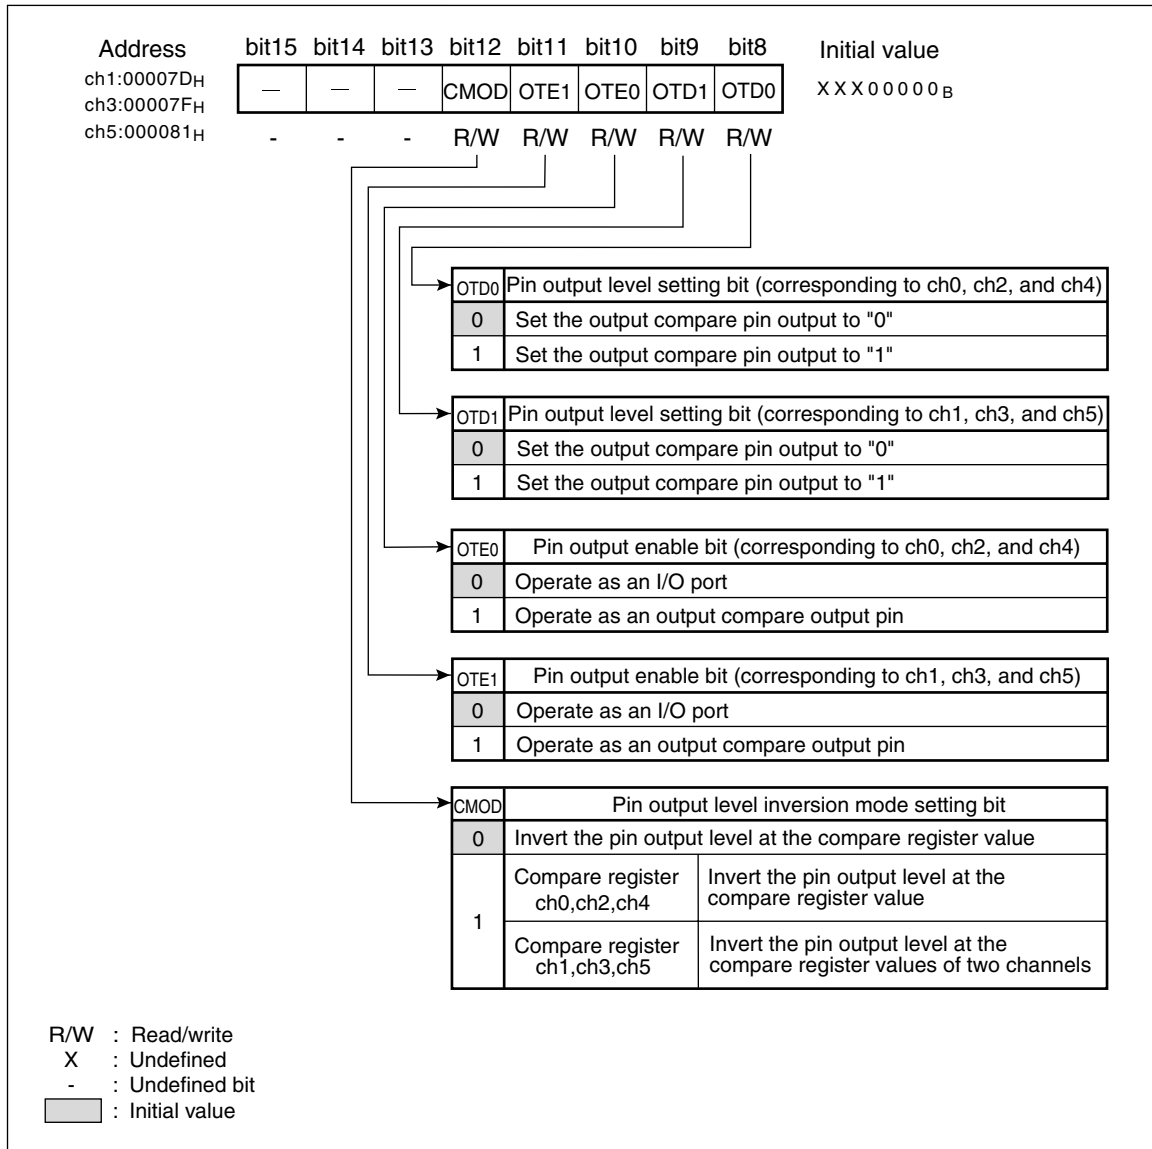 Address bit15 bit14 bit13 bit12 bit11 bit10 bit9 bit8 Initial value
ch1:00007DH — — — CMOD OTE1 OTE0 OTD1 OTD0 XXX00000B
ch3:00007FH
ch5:000081H - - - R/W R/W R/W R/W R/W
OTD0 Pin output level setting bit (corresponding to ch0, ch2, and ch4)
0 Set the output compare pin output to "0"
1 Set the output compare pin output to "1"
OTD1 Pin output level setting bit (corresponding to ch1, ch3, and ch5)
0 Set the output compare pin output to "0"
1 Set the output compare pin output to "1"
OTE0 Pin output enable bit (corresponding to ch0, ch2, and ch4)
0 Operate as an I/O port
1 Operate as an output compare output pin
OTE1 Pin output enable bit (corresponding to ch1, ch3, and ch5)
0 Operate as an I/O port
1 Operate as an output compare output pin
CMOD Pin output level inversion mode setting bit
0 Invert the pin output level at the compare register value
1
Compare register
ch0,ch2,ch4
Invert the pin output level at the
compare register value
Compare register
ch1,ch3,ch5
Invert the pin output level at the
compare register values of two channels
R/W : Read/write
X : Undefined
- : Undefined bit
: Initial value